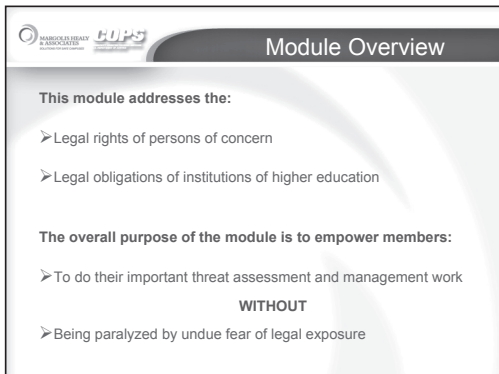 MARGOLIS HEALY
& ASSOCIATES
COPS
Module Overview
This module addresses the:
➢Legal rights of persons of concern
➢Legal obligations of institutions of higher education
The overall purpose of the module is to empower members:
➢To do their important threat assessment and management work
WITHOUT
➢Being paralyzed by undue fear of legal exposure